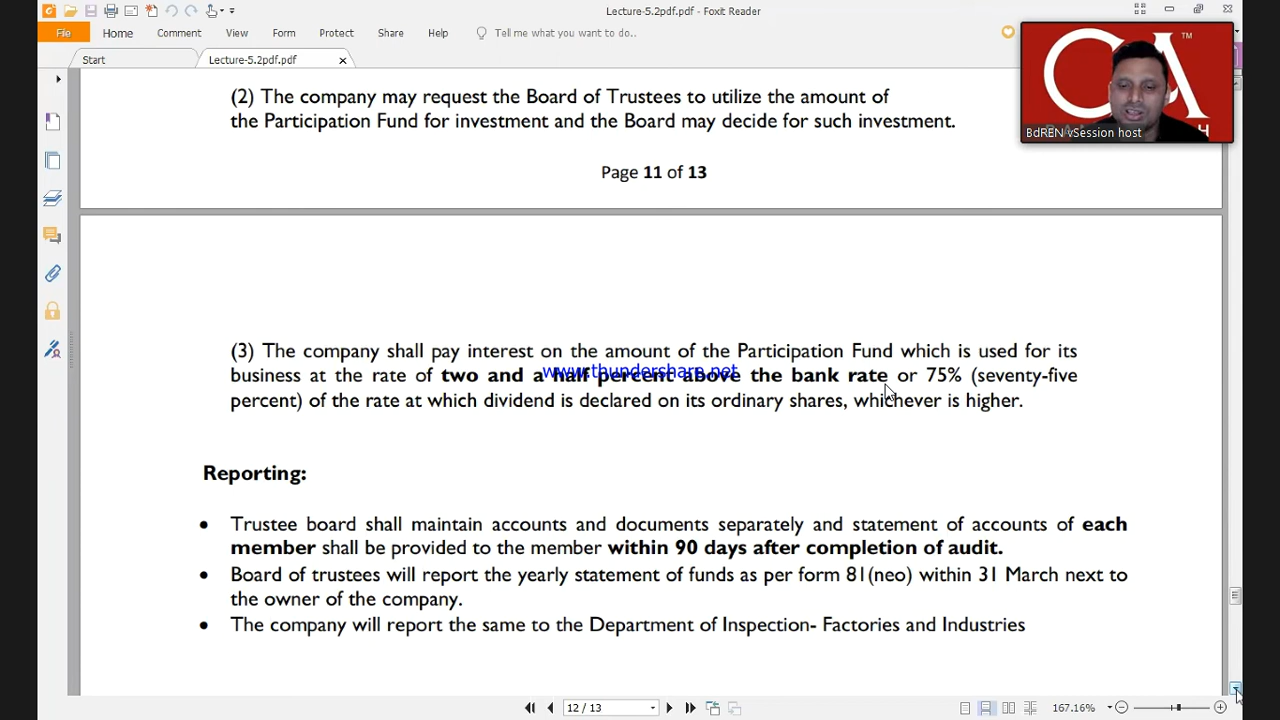 Lecture-5.2pdf.pdf - Foxit Reader
File Home Comment View Form Protect Share Help Tell me what you want to do..
Start Lecture-5.2pdf.pdf
CA
TM
BdREN vSession host
(2) The company may request the Board of Trustees to utilize the amount of
the Participation Fund for investment and the Board may decide for such investment.
Page 11 of 13
(3) The company shall pay interest on the amount of the Participation Fund which is used for its
www.thundershare.net
business at the rate of two and a half percent above the bank rate or 75% (seventy-five
percent) of the rate at which dividend is declared on its ordinary shares, whichever is higher.
Reporting:
• Trustee board shall maintain accounts and documents separately and statement of accounts of each
member shall be provided to the member within 90 days after completion of audit.
• Board of trustees will report the yearly statement of funds as per form 81(neo) within 31 March next to
the owner of the company.
• The company will report the same to the Department of Inspection- Factories and Industries
12 / 13
167.16%